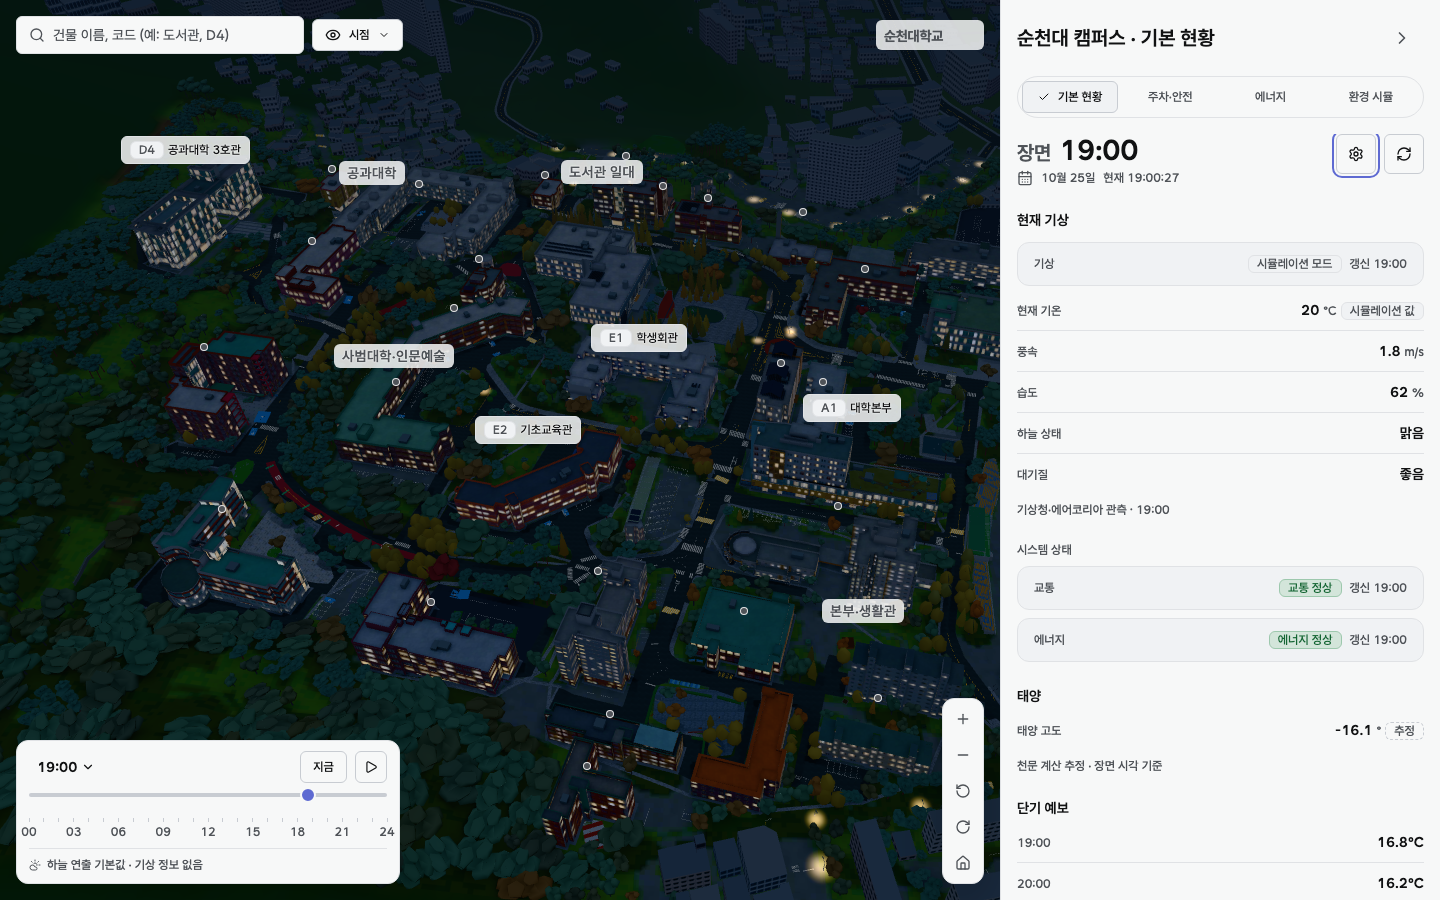 건물 이름, 코드 (예: 도서관, D4)
시점
순천대학교
D4 공과대학 3호관
공과대학
도서관 일대
E1 학생회관
사범대학·인문예술
A1 대학본부
E2 기초교육관
본부·생활관
19:00
지금
00 03 06 09 12 15 18 21 24
하늘 연출 기본값 · 기상 정보 없음
순천대 캠퍼스 · 기본 현황
기본 현황 주차·안전 에너지 환경 시뮬
장면 19:00
10월 25일 현재 19:00:27
현재 기상
기상 시뮬레이션 모드 갱신 19:00
현재 기온 20 °C 시뮬레이션 값
풍속 1.8 m/s
습도 62 %
하늘 상태 맑음
대기질 좋음
기상청·에어코리아 관측 · 19:00
시스템 상태
교통 교통 정상 갱신 19:00
에너지 에너지 정상 갱신 19:00
태양
태양 고도 -16.1 ° 추정
천문 계산 추정 · 장면 시각 기준
단기 예보
19:00 16.8°C
20:00 16.2°C